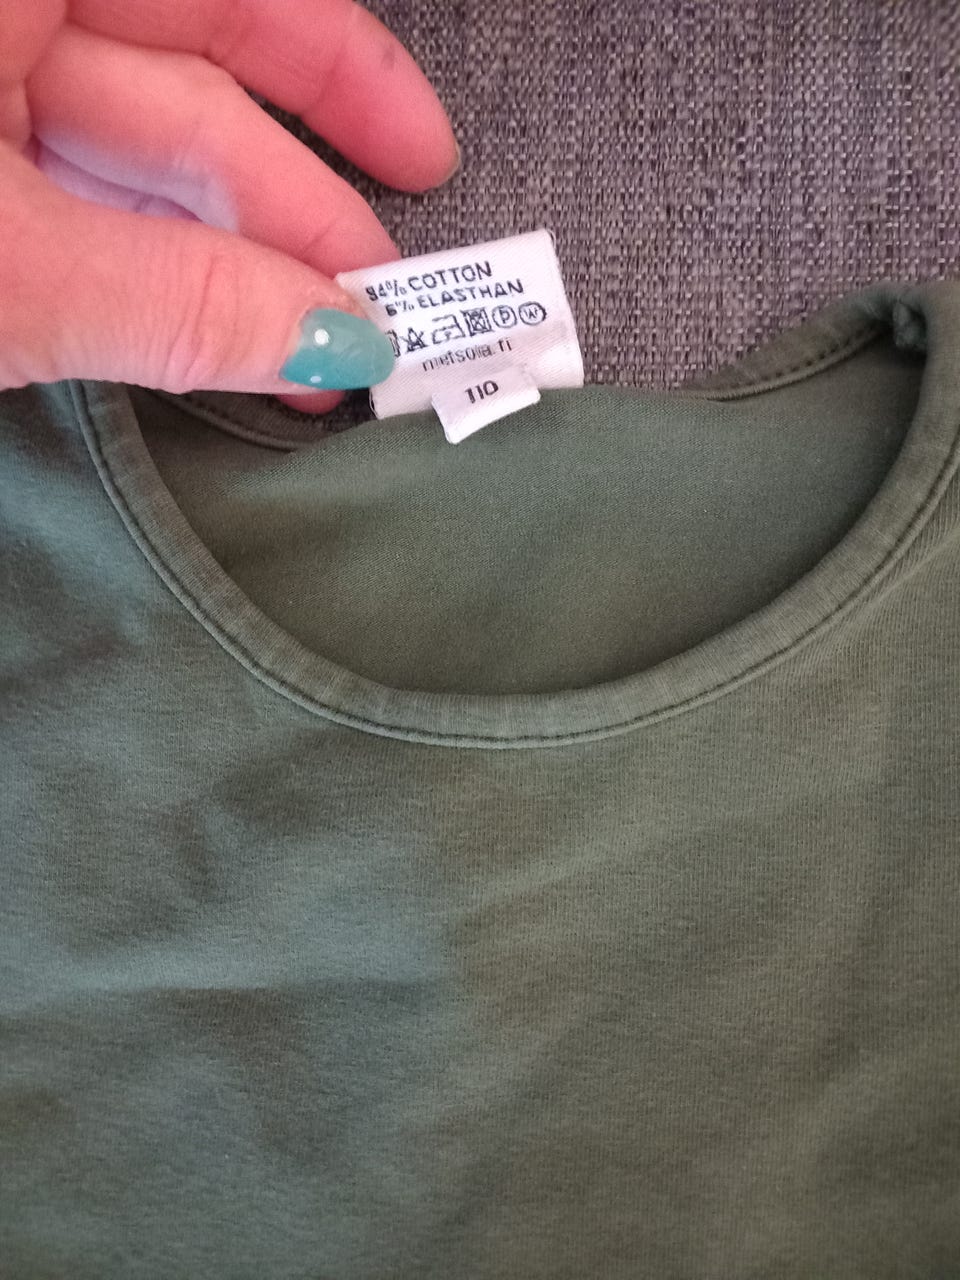 94% COTTON
6% ELASTHAN
metsola.fi
110